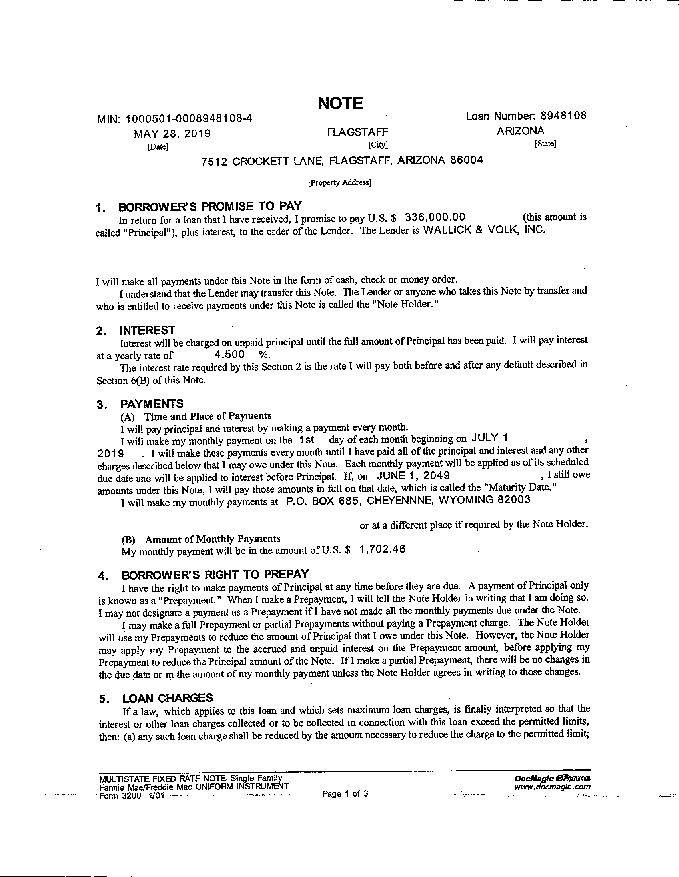 NOTE
MIN: 1000501-0008948108-4 Loan Number: 8948108
MAY 28, 2019 FLAGSTAFF ARIZONA
[Date] [City] [State]
7512 CROCKETT LANE, FLAGSTAFF, ARIZONA 86004
[Property Address]
1. BORROWER'S PROMISE TO PAY
In return for a loan that I have received, I promise to pay U.S. $ 336,000.00 (this amount is
called "Principal"), plus interest, to the order of the Lender. The Lender is WALLICK & VOLK, INC.
I will make all payments under this Note in the form of cash, check or money order.
I understand that the Lender may transfer this Note. The Lender or anyone who takes this Note by transfer and
who is entitled to receive payments under this Note is called the "Note Holder."
2. INTEREST
Interest will be charged on unpaid principal until the full amount of Principal has been paid. I will pay interest
at a yearly rate of 4.500 %.
The interest rate required by this Section 2 is the rate I will pay both before and after any default described in
Section 6(B) of this Note.
3. PAYMENTS
(A) Time and Place of Payments
I will pay principal and interest by making a payment every month.
I will make my monthly payment on the 1st day of each month beginning on JULY 1 ,
2019 . I will make these payments every month until I have paid all of the principal and interest and any other
charges described below that I may owe under this Note. Each monthly payment will be applied as of its scheduled
due date and will be applied to interest before Principal. If, on JUNE 1, 2049 , I still owe
amounts under this Note, I will pay those amounts in full on that date, which is called the "Maturity Date."
I will make my monthly payments at P.O. BOX 685, CHEYENNNE, WYOMING 82003
or at a different place if required by the Note Holder.
(B) Amount of Monthly Payments
My monthly payment will be in the amount of U.S. $ 1,702.46
4. BORROWER'S RIGHT TO PREPAY
I have the right to make payments of Principal at any time before they are due. A payment of Principal only
is known as a "Prepayment." When I make a Prepayment, I will tell the Note Holder in writing that I am doing so.
I may not designate a payment as a Prepayment if I have not made all the monthly payments due under the Note.
I may make a full Prepayment or partial Prepayments without paying a Prepayment charge. The Note Holder
will use my Prepayments to reduce the amount of Principal that I owe under this Note. However, the Note Holder
may apply my Prepayment to the accrued and unpaid interest on the Prepayment amount, before applying my
Prepayment to reduce the Principal amount of the Note. If I make a partial Prepayment, there will be no changes in
the due date or in the amount of my monthly payment unless the Note Holder agrees in writing to those changes.
5. LOAN CHARGES
If a law, which applies to this loan and which sets maximum loan charges, is finally interpreted so that the
interest or other loan charges collected or to be collected in connection with this loan exceed the permitted limits,
then: (a) any such loan charge shall be reduced by the amount necessary to reduce the charge to the permitted limit;
MULTISTATE FIXED RATE NOTE Single Family DocMagic
Fannie Mae/Freddie Mac UNIFORM INSTRUMENT www.docmagic.com
Form 3200 1/01 Page 1 of 3